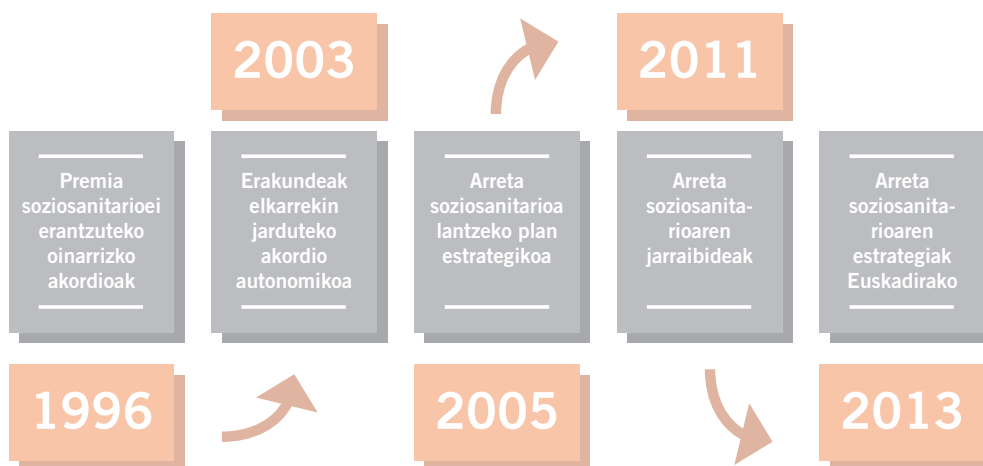 2003
2011
Premia
soziosanitarioei
erantzuteko
oinarrizko
akordioak
Erakundeak
elkarrekin
jarduteko
akordio
autonomikoa
Arreta
soziosanitarioa
lantzeko plan
estrategikoa
Arreta
soziosanita-
rioaren
jarraibideak
Arreta
soziosanita-
rioaren
estrategiak
Euskadirako
1996
2005
2013